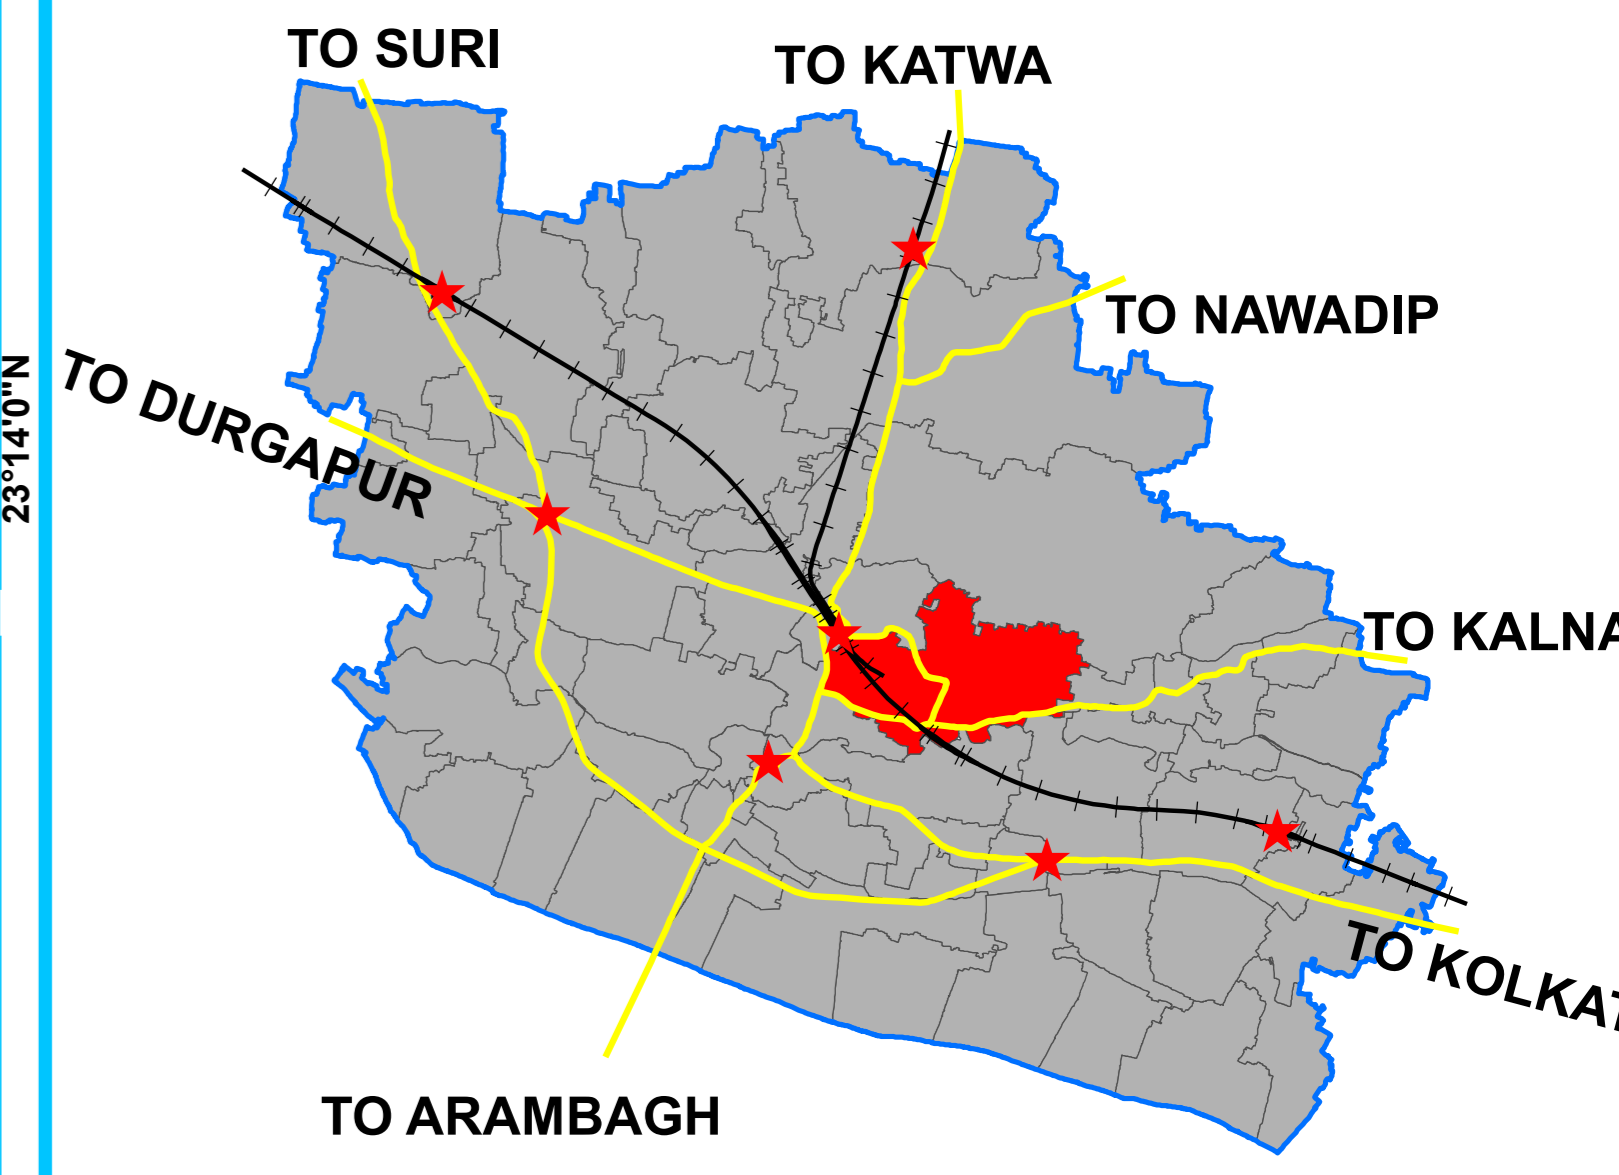 TO SURI
TO KATWA
TO NAWADIP
23°14'0"N
TO DURGAPUR
TO KALNA
TO KOLKAT
TO ARAMBAGH